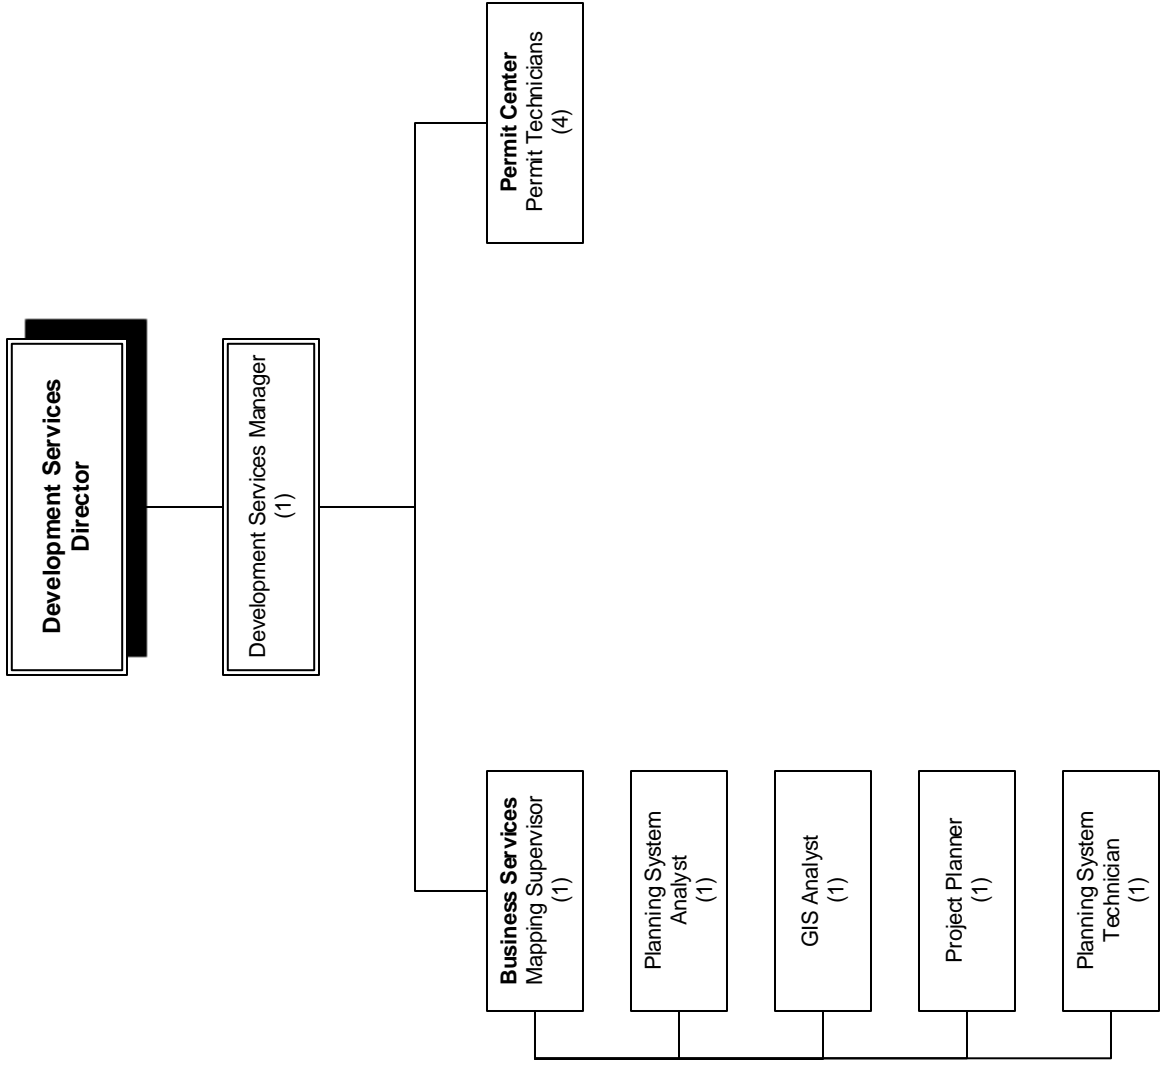 Development Services
Director
Development Services Manager
(1)
Business Services
Mapping Supervisor
(1)
Permit Center
Permit Technicians
(4)
Planning System
Analyst
(1)
GIS Analyst
(1)
Project Planner
(1)
Planning System
Technician
(1)